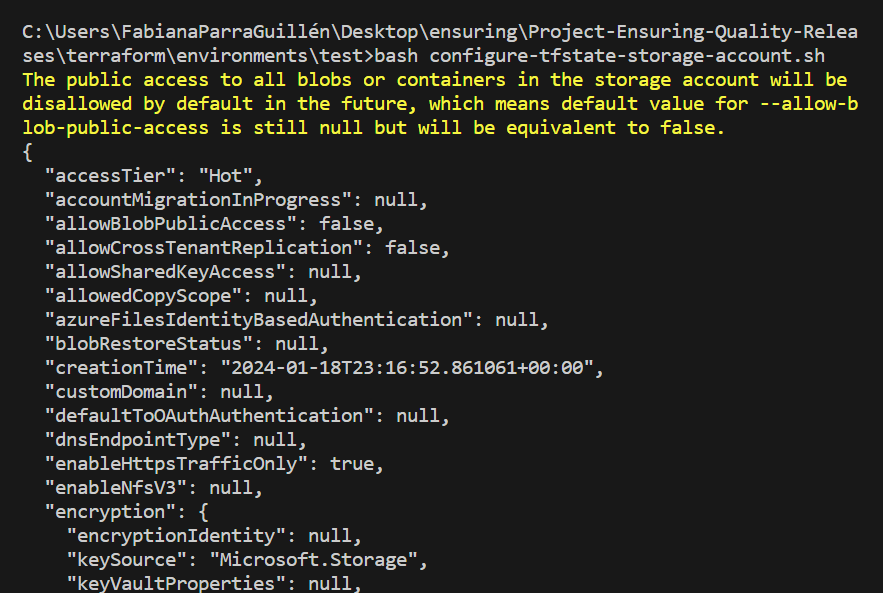 C:\Users\FabianaParraGuillén\Desktop\ensuring\Project-Ensuring-Quality-Relea
ses\terraform\environments\test>bash configure-tfstate-storage-account.sh
The public access to all blobs or containers in the storage account will be
disallowed by default in the future, which means default value for --allow-b
lob-public-access is still null but will be equivalent to false.
{
  "accessTier": "Hot",
  "accountMigrationInProgress": null,
  "allowBlobPublicAccess": false,
  "allowCrossTenantReplication": false,
  "allowSharedKeyAccess": null,
  "allowedCopyScope": null,
  "azureFilesIdentityBasedAuthentication": null,
  "blobRestoreStatus": null,
  "creationTime": "2024-01-18T23:16:52.861061+00:00",
  "customDomain": null,
  "defaultToOAuthAuthentication": null,
  "dnsEndpointType": null,
  "enableHttpsTrafficOnly": true,
  "enableNfsV3": null,
  "encryption": {
    "encryptionIdentity": null,
    "keySource": "Microsoft.Storage",
    "keyVaultProperties": null,